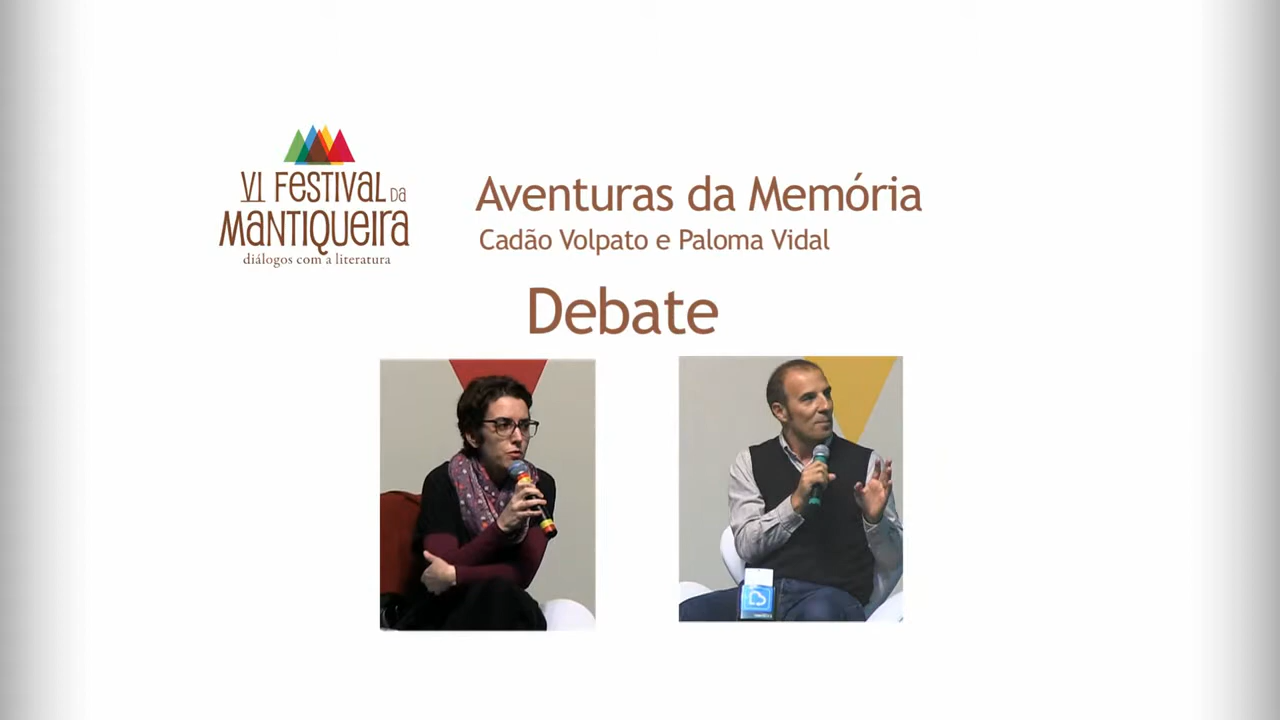 VI FESTIVAL DA
MANTIQUEIRA
diálogos com a literatura
Aventuras da Memória
Cadão Volpato e Paloma Vidal
Debate